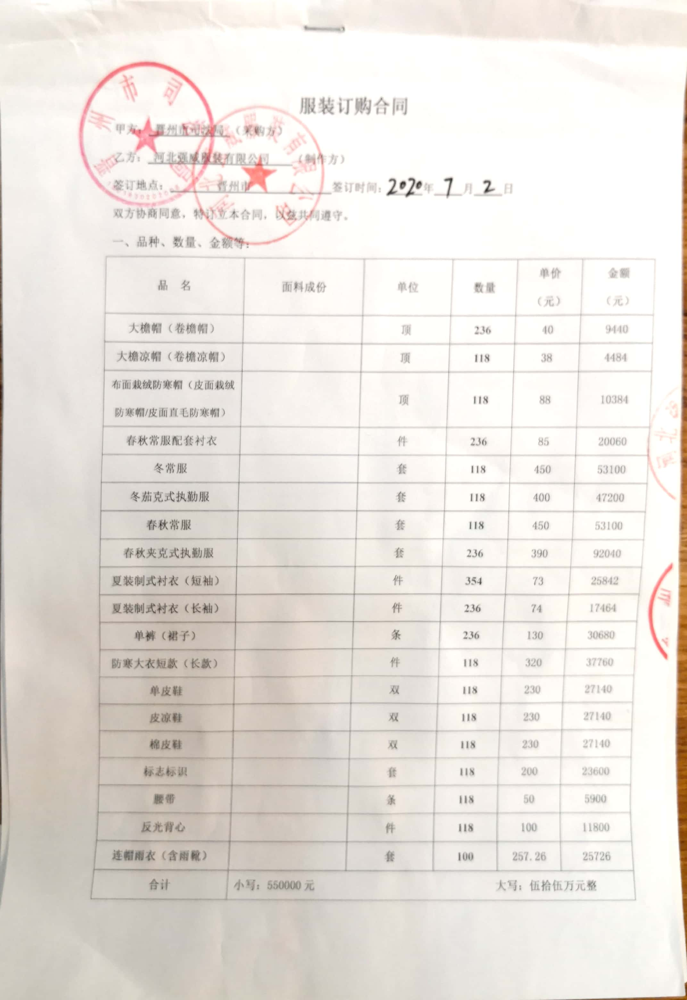 服装订购合同
甲方： 晋州市司法局 （采购方）
乙方： 河北强威服装有限公司 （制作方）
签订地点： 晋州市 签订时间：2020年 7 月 2 日
双方协商同意，特订立本合同，以兹共同遵守。
一、品种、数量、金额等：
品 名 面料成份 单位 数量 单价（元） 金额（元）
大檐帽（卷檐帽） 顶 236 40 9440
大檐凉帽（卷檐凉帽） 顶 118 38 4484
布面栽绒防寒帽（皮面栽绒
防寒帽/皮面直毛防寒帽） 顶 118 88 10384
春秋常服配套衬衣 件 236 85 20060
冬常服 套 118 450 53100
冬茄克式执勤服 套 118 400 47200
春秋常服 套 118 450 53100
春秋夹克式执勤服 套 236 390 92040
夏装制式衬衣（短袖） 件 354 73 25842
夏装制式衬衣（长袖） 件 236 74 17464
单裤（裙子） 条 236 130 30680
防寒大衣短款（长款） 件 118 320 37760
单皮鞋 双 118 230 27140
皮凉鞋 双 118 230 27140
棉皮鞋 双 118 230 27140
标志标识 套 118 200 23600
腰带 条 118 50 5900
反光背心 件 118 100 11800
连帽雨衣（含雨靴） 套 100 257.26 25726
合计 小写：550000 元 大写：伍拾伍万元整